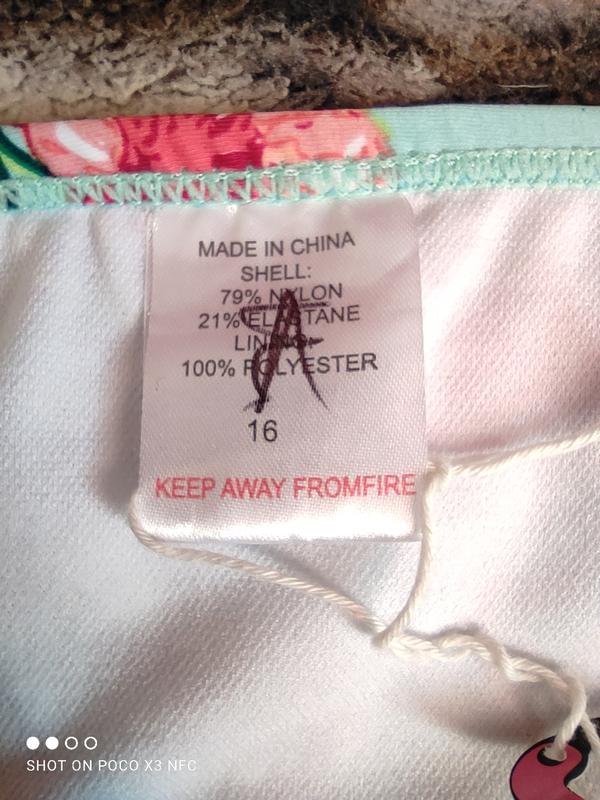 MADE IN CHINA
SHELL:
79% NYLON
21% ELASTANE
LINING:
100% POLYESTER
A
16
KEEP AWAY FROMFIRE
SHOT ON POCO X3 NFC